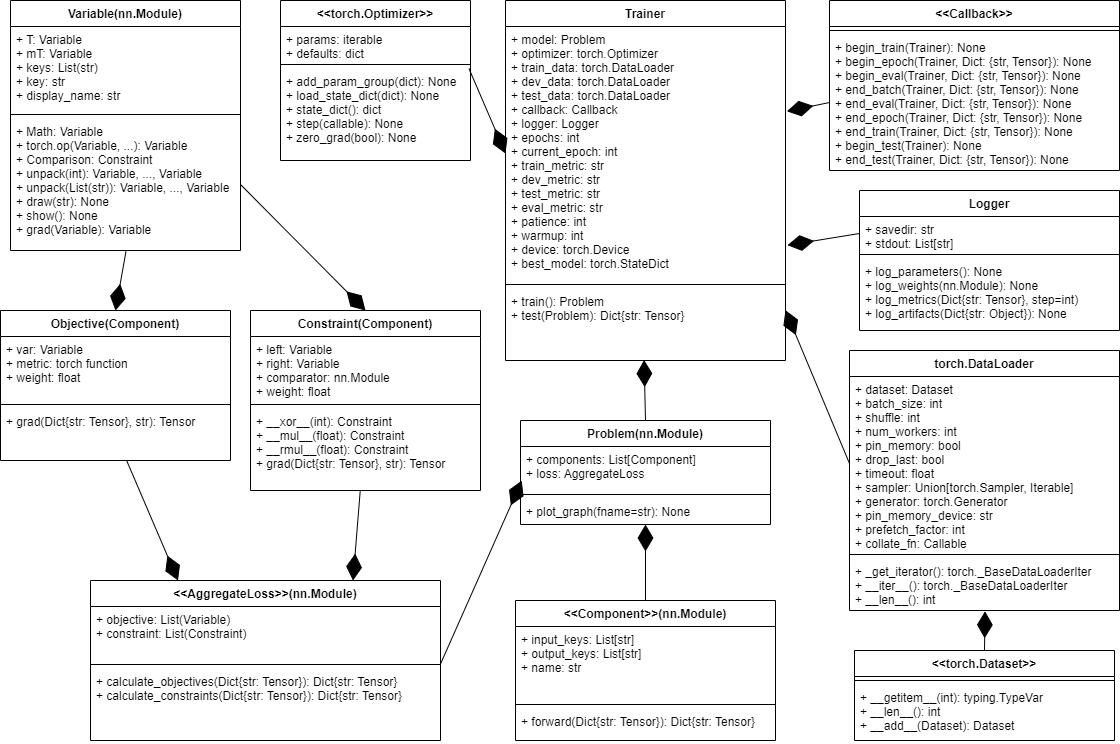 Variable(nn.Module)
+ T: Variable
+ mT: Variable
+ keys: List(str)
+ key: str
+ display_name: str
+ Math: Variable
+ torch.op(Variable, ...): Variable
+ Comparison: Constraint
+ unpack(int): Variable, ..., Variable
+ unpack(List(str)): Variable, ..., Variable
+ draw(str): None
+ show(): None
+ grad(Variable): Variable
<<torch.Optimizer>>
+ params: iterable
+ defaults: dict
+ add_param_group(dict): None
+ load_state_dict(dict): None
+ state_dict(): dict
+ step(callable): None
+ zero_grad(bool): None
Trainer
+ model: Problem
+ optimizer: torch.Optimizer
+ train_data: torch.DataLoader
+ dev_data: torch.DataLoader
+ test_data: torch.DataLoader
+ callback: Callback
+ logger: Logger
+ epochs: int
+ current_epoch: int
+ train_metric: str
+ dev_metric: str
+ test_metric: str
+ eval_metric: str
+ patience: int
+ warmup: int
+ device: torch.Device
+ best_model: torch.StateDict
+ train(): Problem
+ test(Problem): Dict{str: Tensor}
<<Callback>>
+ begin_train(Trainer): None
+ begin_epoch(Trainer, Dict: {str, Tensor}): None
+ begin_eval(Trainer, Dict: {str, Tensor}): None
+ end_batch(Trainer, Dict: {str, Tensor}): None
+ end_eval(Trainer, Dict: {str, Tensor}): None
+ end_epoch(Trainer, Dict: {str, Tensor}): None
+ end_train(Trainer, Dict: {str, Tensor}): None
+ begin_test(Trainer): None
+ end_test(Trainer, Dict: {str, Tensor}): None
Logger
+ savedir: str
+ stdout: List[str]
+ log_parameters(): None
+ log_weights(nn.Module): None
+ log_metrics(Dict{str: Tensor}, step=int)
+ log_artifacts(Dict{str: Object}): None
Objective(Component)
+ var: Variable
+ metric: torch function
+ weight: float
+ grad(Dict{str: Tensor}, str): Tensor
Constraint(Component)
+ left: Variable
+ right: Variable
+ comparator: nn.Module
+ weight: float
+ __xor__(int): Constraint
+ __mul__(float): Constraint
+ __rmul__(float): Constraint
+ grad(Dict{str: Tensor}, str): Tensor
torch.DataLoader
+ dataset: Dataset
+ batch_size: int
+ shuffle: int
+ num_workers: int
+ pin_memory: bool
+ drop_last: bool
+ timeout: float
+ sampler: Union[torch.Sampler, Iterable]
+ generator: torch.Generator
+ pin_memory_device: str
+ prefetch_factor: int
+ collate_fn: Callable
+ _get_iterator(): torch._BaseDataLoaderIter
+ __iter__(): torch._BaseDataLoaderIter
+ __len__(): int
Problem(nn.Module)
+ components: List[Component]
+ loss: AggregateLoss
+ plot_graph(fname=str): None
<<AggregateLoss>>(nn.Module)
+ objective: List(Variable)
+ constraint: List(Constraint)
+ calculate_objectives(Dict{str: Tensor}): Dict{str: Tensor}
+ calculate_constraints(Dict{str: Tensor}): Dict{str: Tensor}
<<Component>>(nn.Module)
+ input_keys: List[str]
+ output_keys: List[str]
+ name: str
+ forward(Dict{str: Tensor}): Dict{str: Tensor}
<<torch.Dataset>>
+ __getitem__(int): typing.TypeVar
+ __len__(): int
+ __add__(Dataset): Dataset